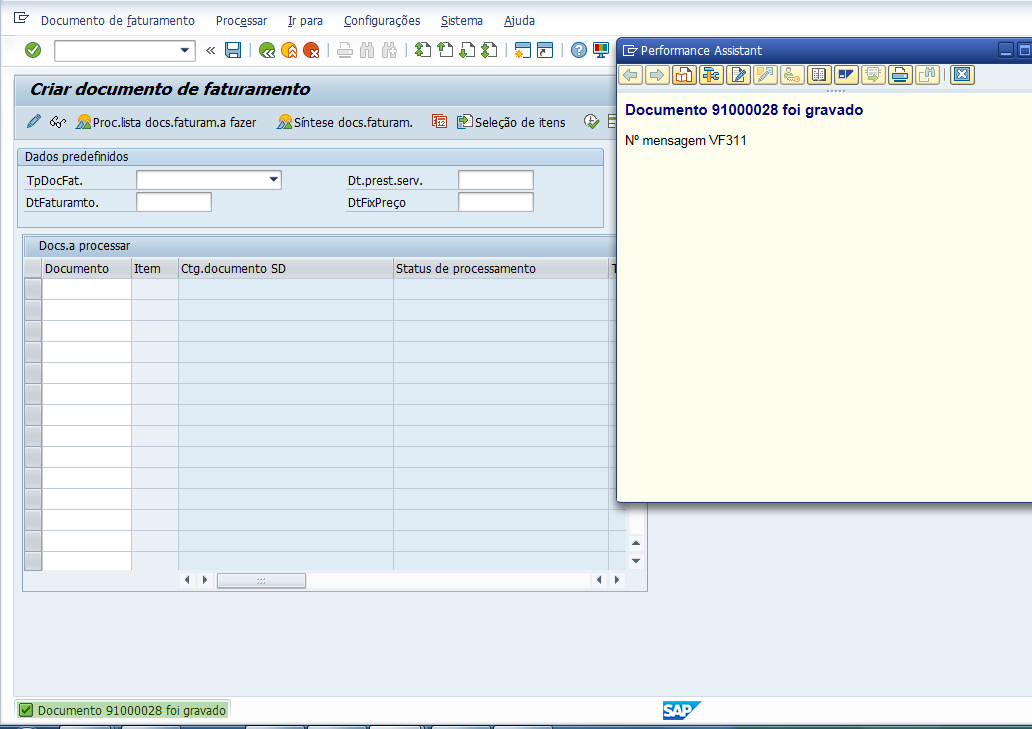 Documento de faturamento Processar Ir para Configurações Sistema Ajuda
Performance Assistant
Criar documento de faturamento
Proc.lista docs.faturam.a fazer Síntese docs.faturam. 12 Seleção de itens
Documento 91000028 foi gravado
Nº mensagem VF311
Dados predefinidos
TpDocFat. Dt.prest.serv.
DtFaturamto. DtFixPreço
Docs.a processar
Documento Item Ctg.documento SD Status de processamento T
Documento 91000028 foi gravado
SAP